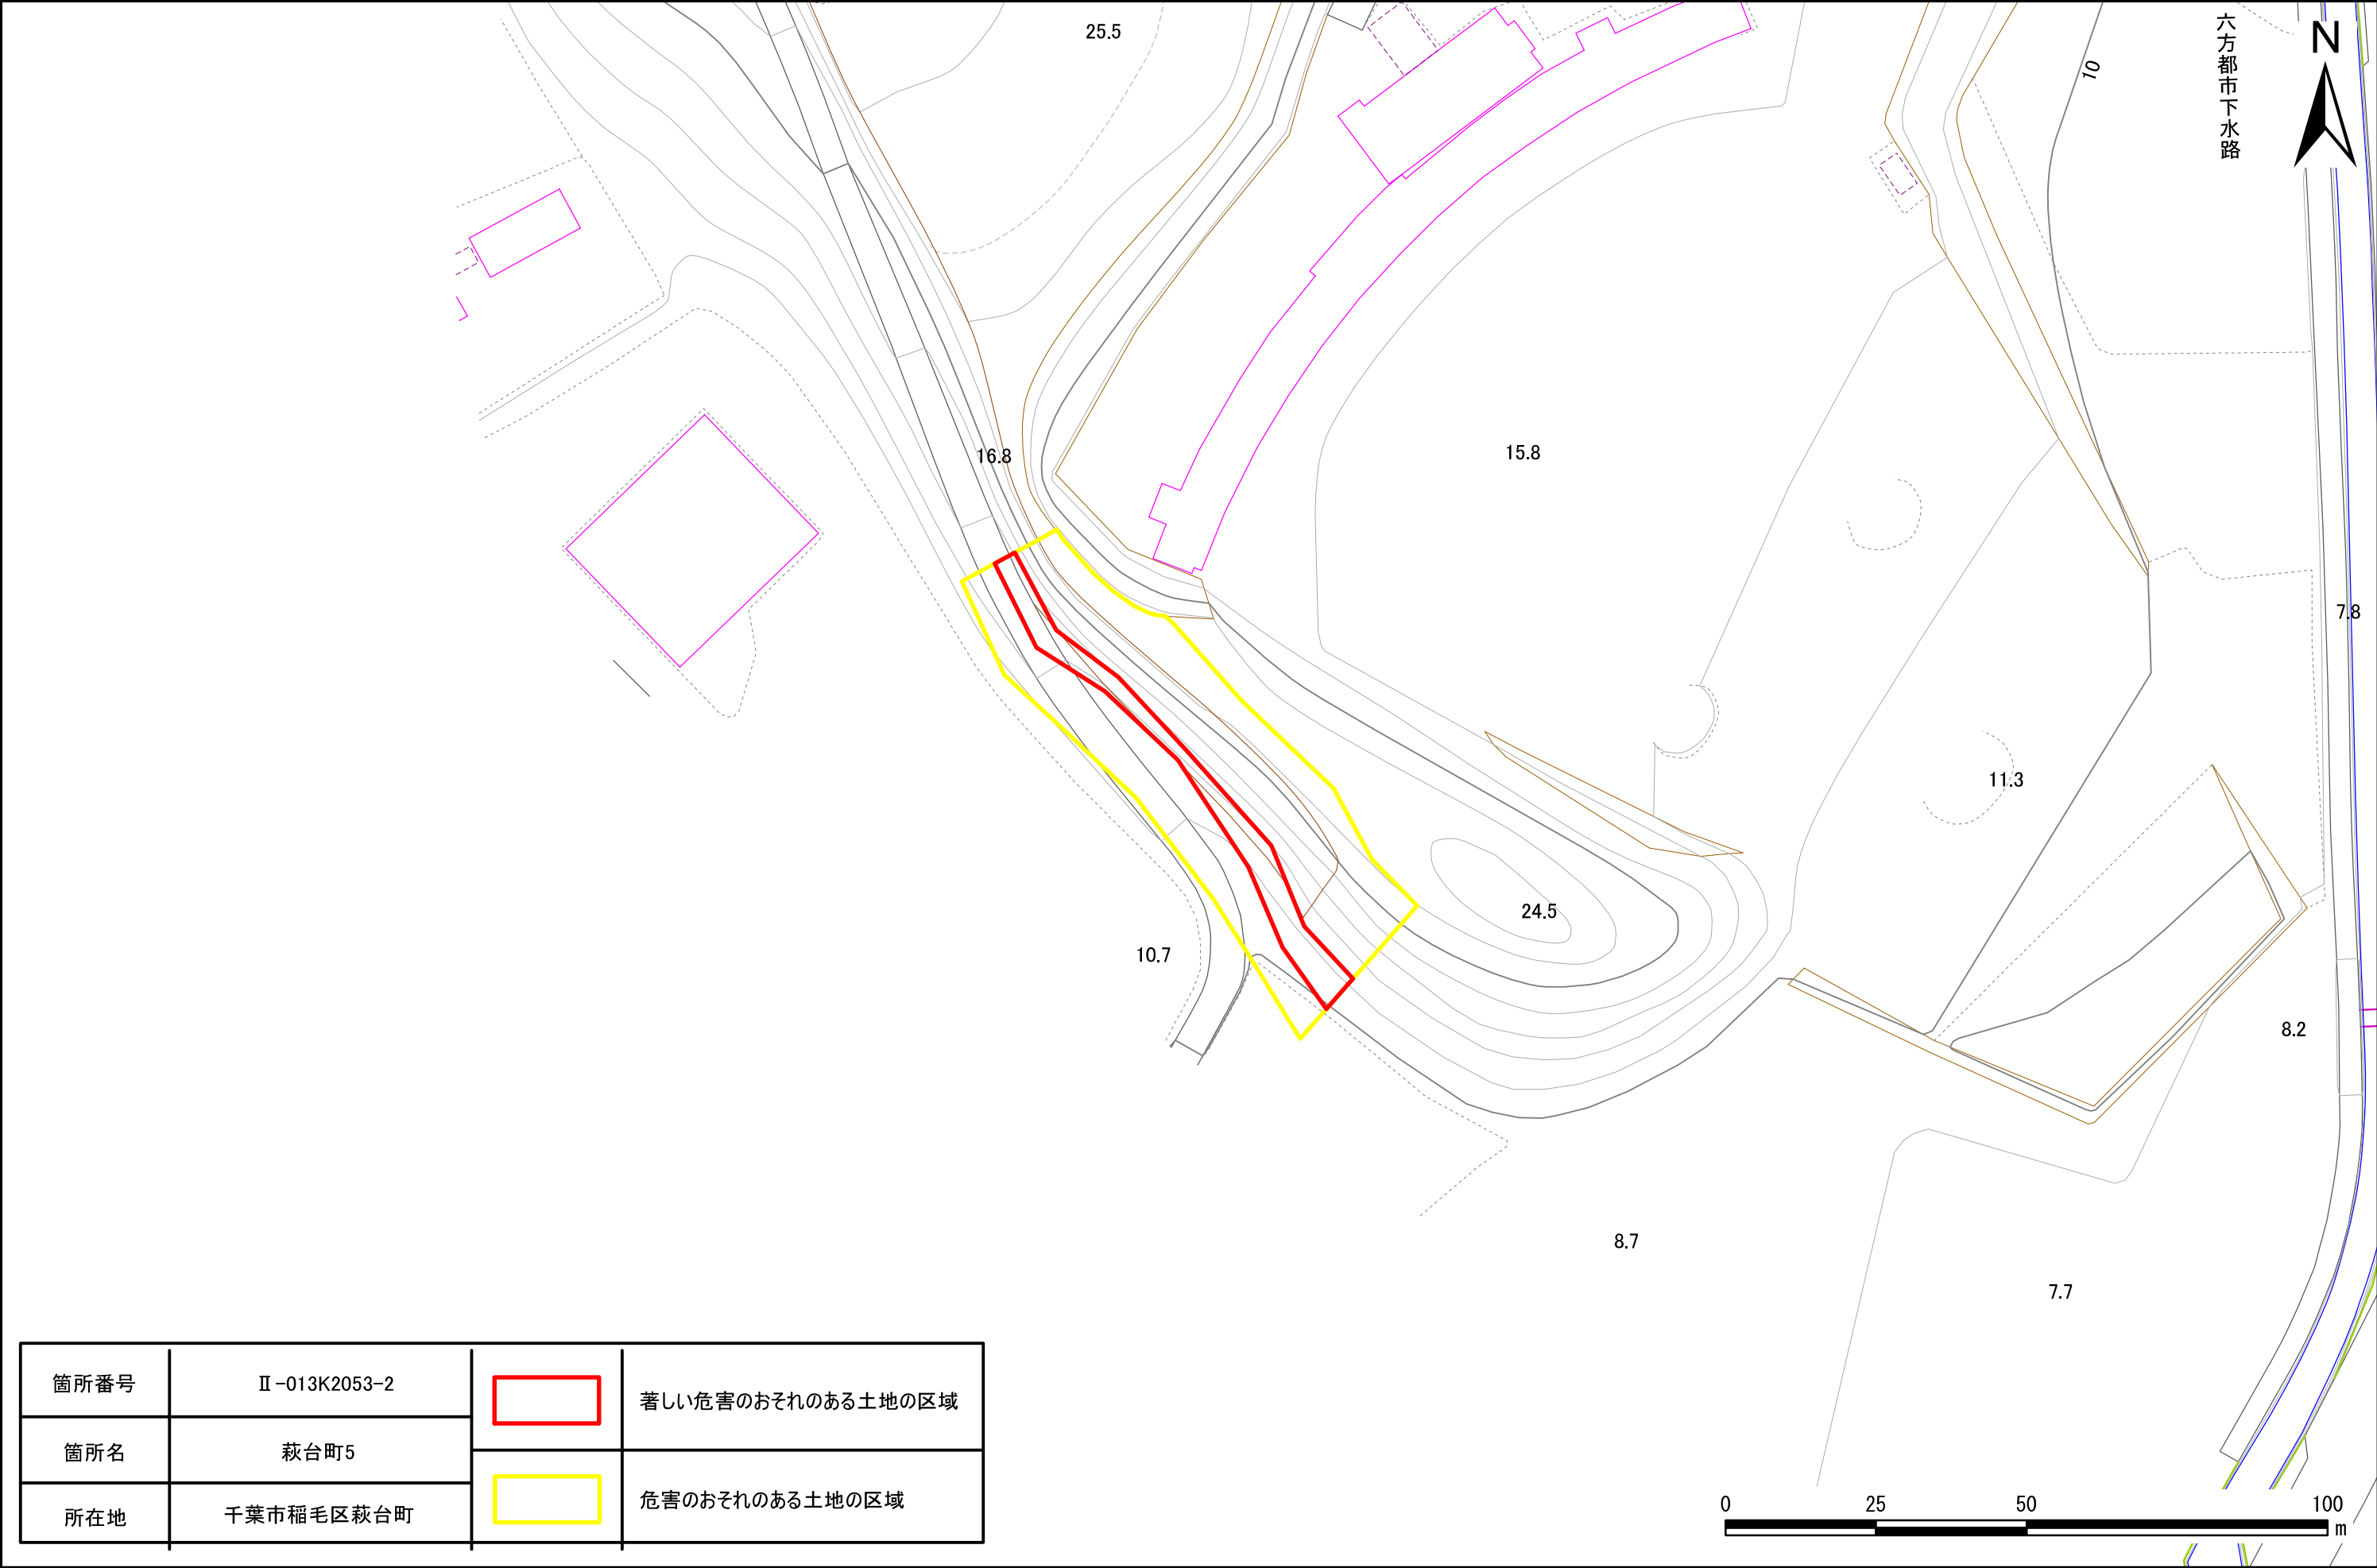 25.5
10
六方都市下水路
N
16.8
15.8
7.8
11.3
24.5
10.7
8.2
8.7
7.7
箇所番号 Ⅱ-013K2053-2
箇所名 萩台町5
所在地 千葉市稲毛区萩台町
著しい危害のおそれのある土地の区域
危害のおそれのある土地の区域
0 25 50 100
m